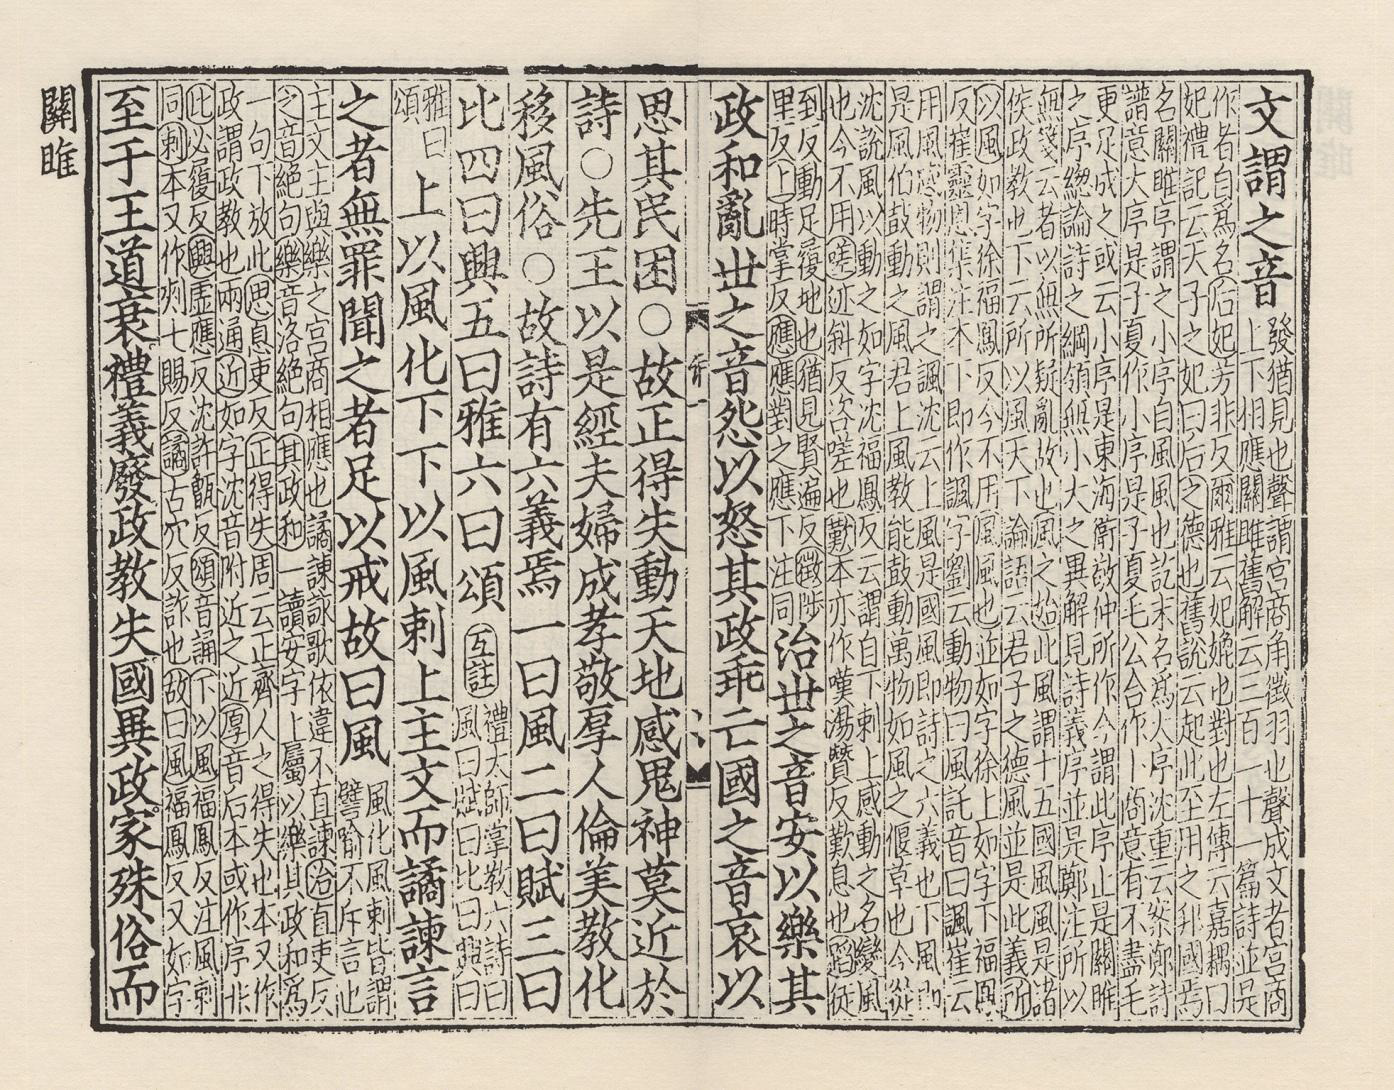 文謂之音
發猶見也聲謂宮商角徵羽也聲成文者宮商
上下相應關雎舊解云三百一十一篇詩並是
作者自為名后妃芳非反爾雅云妃媲也對也左傳云嘉耦曰
妃禮記云天子之妃曰后之德也舊說云起此至用之邦國焉
名關雎序謂之小序自風風也訖末名為大序沈重云案鄭詩
譜意大序是子夏作小序是子夏毛公合作卜商意有不盡毛
更足成之或云小序是東海衛敬仲所作今謂此序止是關雎
之序緫論詩之綱領無小大之異解見詩義序並是鄭注所以
無箋云者以無所疑亂故也風之始此風謂十五國風風是諸
侯政教也下云所以風天下論語云君子之德風並是此義所
以風如字徐福鳳反今不用風風也並如字徐上如字下福鳳
反崔靈恩集注本下即作諷字劉云動物曰風託音曰諷崔云
用風感物則謂之諷沈云上風是國風即詩之六義也下風即
是風伯鼓動之風君上風教能鼓動萬物如風之偃草也今從
沈說風以動之如字沈福鳳反云謂自下刺上感動之名變風
也今不用嗟迹斜反咨嗟也歎本亦作嘆湯贊反歎息也蹈徒
到反動足履地也猶見賢遍反徵陟
里反上時掌反應應對之應下注同
治世之音安以樂其
政和亂世之音怨以怒其政乖亡國之音哀以
思其民困○故正得失動天地感鬼神莫近於
詩○先王以是經夫婦成孝敬厚人倫美教化
移風俗○故詩有六義焉一曰風二曰賦三曰
比四曰興五曰雅六曰頌
互註
禮大師掌教六詩曰
風曰賦曰比曰興曰
雅曰
頌
上以風化下下以風刺上主文而譎諫言
之者無罪聞之者足以戒故曰風
風化風刺皆謂
譬喻不斥言也
主文主與樂之宮商相應也譎諫詠歌依違不直諫治直吏反
之音絕句樂音洛絕句其政和一讀安字上屬以樂其政和為
一句下放此思息吏反正得失周云正齊人之得失也本又作
政謂政教也兩通近如字沈音附近之近厚音后本或作序非
比必履反興虛應反沈許甑反頌音誦下以風福鳳反注風刺
同刺本又作刾七賜反譎古穴反詐也故曰風福鳳反又如字
至于王道衰禮義廢政教失國異政家殊俗而
關雎